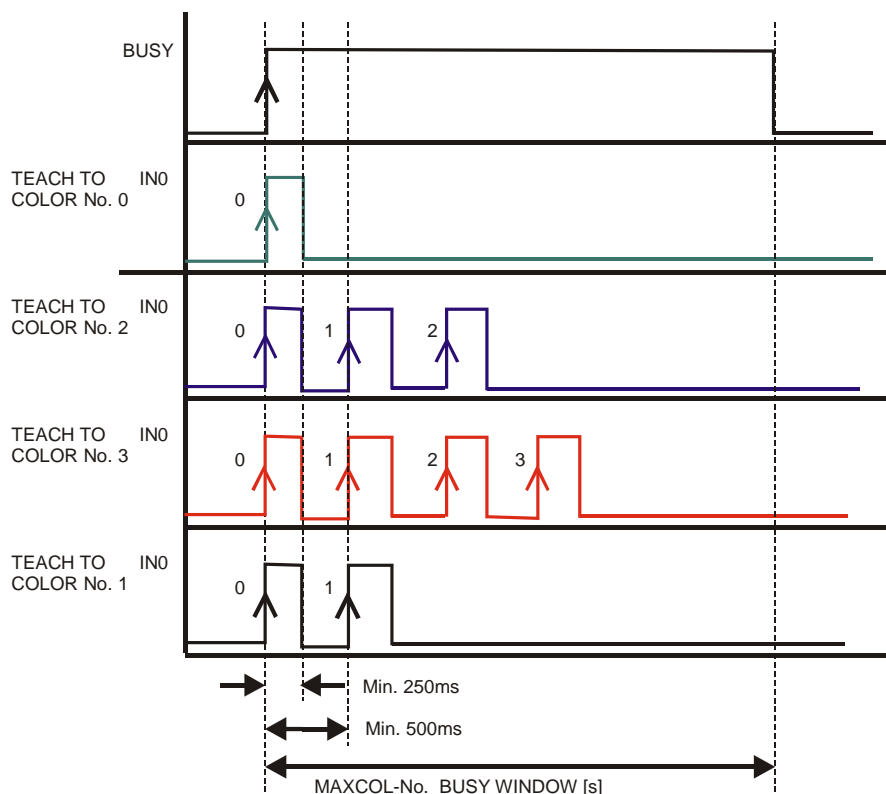 BUSY
TEACH TO IN0
COLOR No. 0
0
TEACH TO IN0
COLOR No. 2
0 1 2
TEACH TO IN0
COLOR No. 3
0 1 2 3
TEACH TO IN0
COLOR No. 1
0 1
Min. 250ms
Min. 500ms
MAXCOL-No. BUSY WINDOW [s]